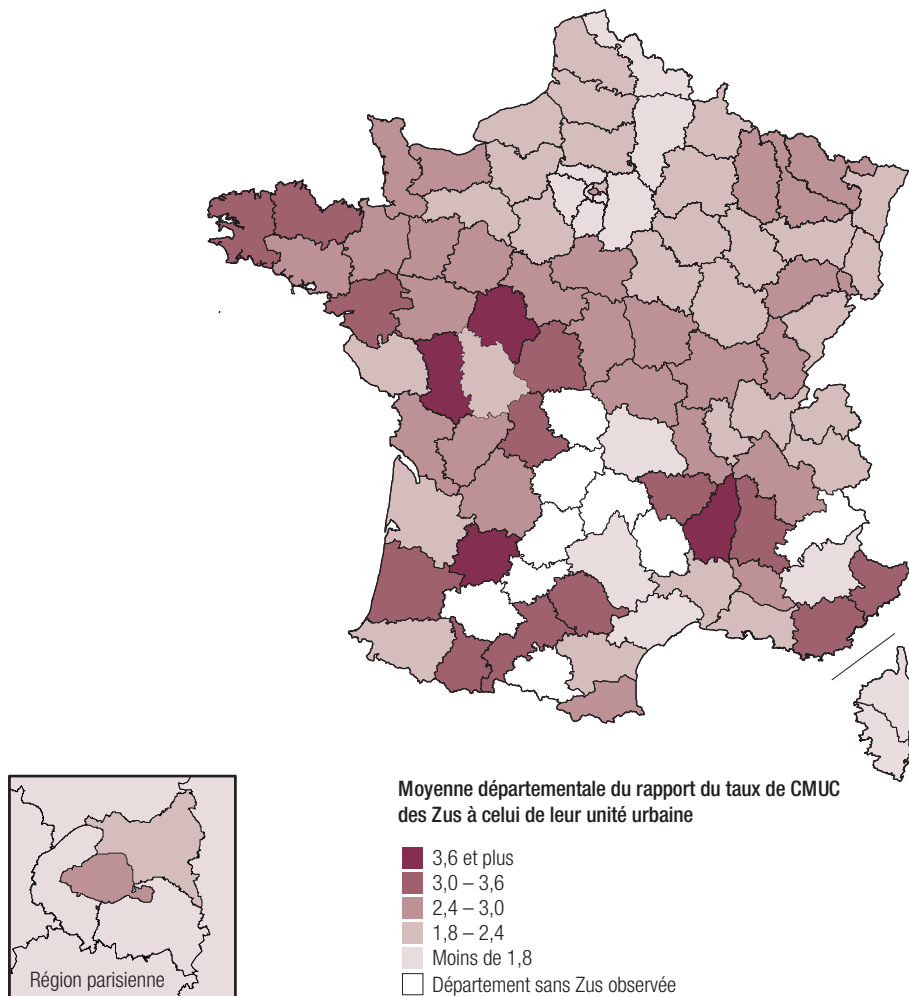 Moyenne départementale du rapport du taux de CMUC
des Zus à celui de leur unité urbaine
3,6 et plus
3,0 – 3,6
2,4 – 3,0
1,8 – 2,4
Moins de 1,8
Département sans Zus observée
Région parisienne